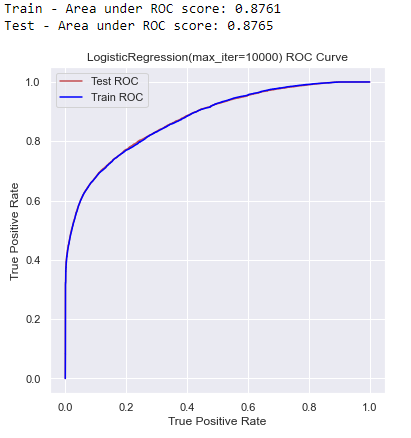 Train - Area under ROC score: 0.8761
Test - Area under ROC score: 0.8765
LogisticRegression(max_iter=10000) ROC Curve
Test ROC
Train ROC
1.0
0.8
0.6
0.4
0.2
0.0
True Positive Rate
0.0 0.2 0.4 0.6 0.8 1.0
True Positive Rate